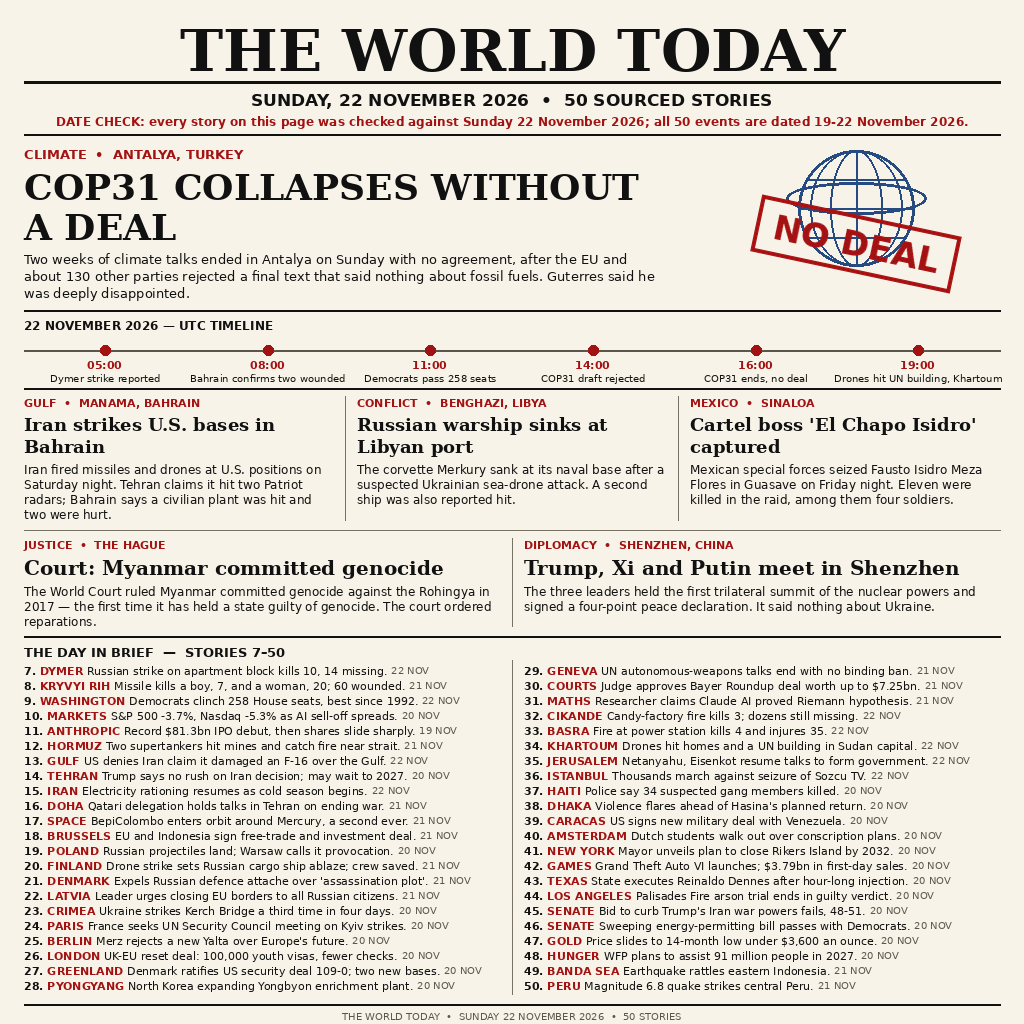 THE WORLD TODAY
SUNDAY, 22 NOVEMBER 2026 • 50 SOURCED STORIES
DATE CHECK: every story on this page was checked against Sunday 22 November 2026; all 50 events are dated 19-22 November 2026.
CLIMATE • ANTALYA, TURKEY
COP31 COLLAPSES WITHOUT
A DEAL
Two weeks of climate talks ended in Antalya on Sunday with no agreement, after the EU and
about 130 other parties rejected a final text that said nothing about fossil fuels. Guterres said he
was deeply disappointed.
NO DEAL
22 NOVEMBER 2026 — UTC TIMELINE
05:00
Dymer strike reported
08:00
Bahrain confirms two wounded
11:00
Democrats pass 258 seats
14:00
COP31 draft rejected
16:00
COP31 ends, no deal
19:00
Drones hit UN building, Khartoum
GULF • MANAMA, BAHRAIN
Iran strikes U.S. bases in
Bahrain
Iran fired missiles and drones at U.S. positions on
Saturday night. Tehran claims it hit two Patriot
radars; Bahrain says a civilian plant was hit and
two were hurt.
CONFLICT • BENGHAZI, LIBYA
Russian warship sinks at
Libyan port
The corvette Merkury sank at its naval base after a
suspected Ukrainian sea-drone attack. A second
ship was also reported hit.
MEXICO • SINALOA
Cartel boss 'El Chapo Isidro'
captured
Mexican special forces seized Fausto Isidro Meza
Flores in Guasave on Friday night. Eleven were
killed in the raid, among them four soldiers.
JUSTICE • THE HAGUE
Court: Myanmar committed genocide
The World Court ruled Myanmar committed genocide against the Rohingya in
2017 — the first time it has held a state guilty of genocide. The court ordered
reparations.
DIPLOMACY • SHENZHEN, CHINA
Trump, Xi and Putin meet in Shenzhen
The three leaders held the first trilateral summit of the nuclear powers and
signed a four-point peace declaration. It said nothing about Ukraine.
THE DAY IN BRIEF — STORIES 7–50
7. DYMER Russian strike on apartment block kills 10, 14 missing. 22 NOV
8. KRYVYI RIH Missile kills a boy, 7, and a woman, 20; 60 wounded. 21 NOV
9. WASHINGTON Democrats clinch 258 House seats, best since 1992. 22 NOV
10. MARKETS S&P 500 -3.7%, Nasdaq -5.3% as AI sell-off spreads. 20 NOV
11. ANTHROPIC Record $81.3bn IPO debut, then shares slide sharply. 19 NOV
12. HORMUZ Two supertankers hit mines and catch fire near strait. 21 NOV
13. GULF US denies Iran claim it damaged an F-16 over the Gulf. 22 NOV
14. TEHRAN Trump says no rush on Iran decision; may wait to 2027. 20 NOV
15. IRAN Electricity rationing resumes as cold season begins. 22 NOV
16. DOHA Qatari delegation holds talks in Tehran on ending war. 21 NOV
17. SPACE BepiColombo enters orbit around Mercury, a second ever. 21 NOV
18. BRUSSELS EU and Indonesia sign free-trade and investment deal. 21 NOV
19. POLAND Russian projectiles land; Warsaw calls it provocation. 20 NOV
20. FINLAND Drone strike sets Russian cargo ship ablaze; crew saved. 21 NOV
21. DENMARK Expels Russian defence attache over 'assassination plot'. 21 NOV
22. LATVIA Leader urges closing EU borders to all Russian citizens. 21 NOV
23. CRIMEA Ukraine strikes Kerch Bridge a third time in four days. 20 NOV
24. PARIS France seeks UN Security Council meeting on Kyiv strikes. 20 NOV
25. BERLIN Merz rejects a new Yalta over Europe's future. 20 NOV
26. LONDON UK-EU reset deal: 100,000 youth visas, fewer checks. 20 NOV
27. GREENLAND Denmark ratifies US security deal 109-0; two new bases. 20 NOV
28. PYONGYANG North Korea expanding Yongbyon enrichment plant. 20 NOV
29. GENEVA UN autonomous-weapons talks end with no binding ban. 21 NOV
30. COURTS Judge approves Bayer Roundup deal worth up to $7.25bn. 21 NOV
31. MATHS Researcher claims Claude AI proved Riemann hypothesis. 21 NOV
32. CIKANDE Candy-factory fire kills 3; dozens still missing. 22 NOV
33. BASRA Fire at power station kills 4 and injures 35. 22 NOV
34. KHARTOUM Drones hit homes and a UN building in Sudan capital. 22 NOV
35. JERUSALEM Netanyahu, Eisenkot resume talks to form government. 22 NOV
36. ISTANBUL Thousands march against seizure of Sozcu TV. 22 NOV
37. HAITI Police say 34 suspected gang members killed. 20 NOV
38. DHAKA Violence flares ahead of Hasina's planned return. 20 NOV
39. CARACAS US signs new military deal with Venezuela. 20 NOV
40. AMSTERDAM Dutch students walk out over conscription plans. 20 NOV
41. NEW YORK Mayor unveils plan to close Rikers Island by 2032. 20 NOV
42. GAMES Grand Theft Auto VI launches; $3.79bn in first-day sales. 20 NOV
43. TEXAS State executes Reinaldo Dennes after hour-long injection. 20 NOV
44. LOS ANGELES Palisades Fire arson trial ends in guilty verdict. 20 NOV
45. SENATE Bid to curb Trump's Iran war powers fails, 48-51. 20 NOV
46. SENATE Sweeping energy-permitting bill passes with Democrats. 20 NOV
47. GOLD Price slides to 14-month low under $3,600 an ounce. 20 NOV
48. HUNGER WFP plans to assist 91 million people in 2027. 20 NOV
49. BANDA SEA Earthquake rattles eastern Indonesia. 21 NOV
50. PERU Magnitude 6.8 quake strikes central Peru. 21 NOV
THE WORLD TODAY • SUNDAY 22 NOVEMBER 2026 • 50 STORIES